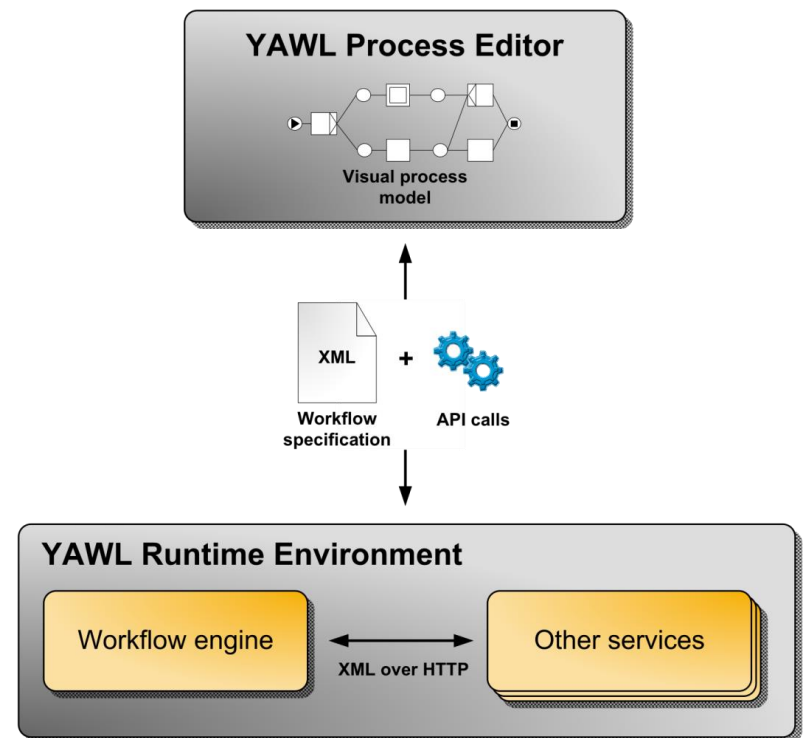 YAWL Process Editor
Visual process
model
XML
+
Workflow
specification
API calls
YAWL Runtime Environment
Workflow engine
XML over HTTP
Other services